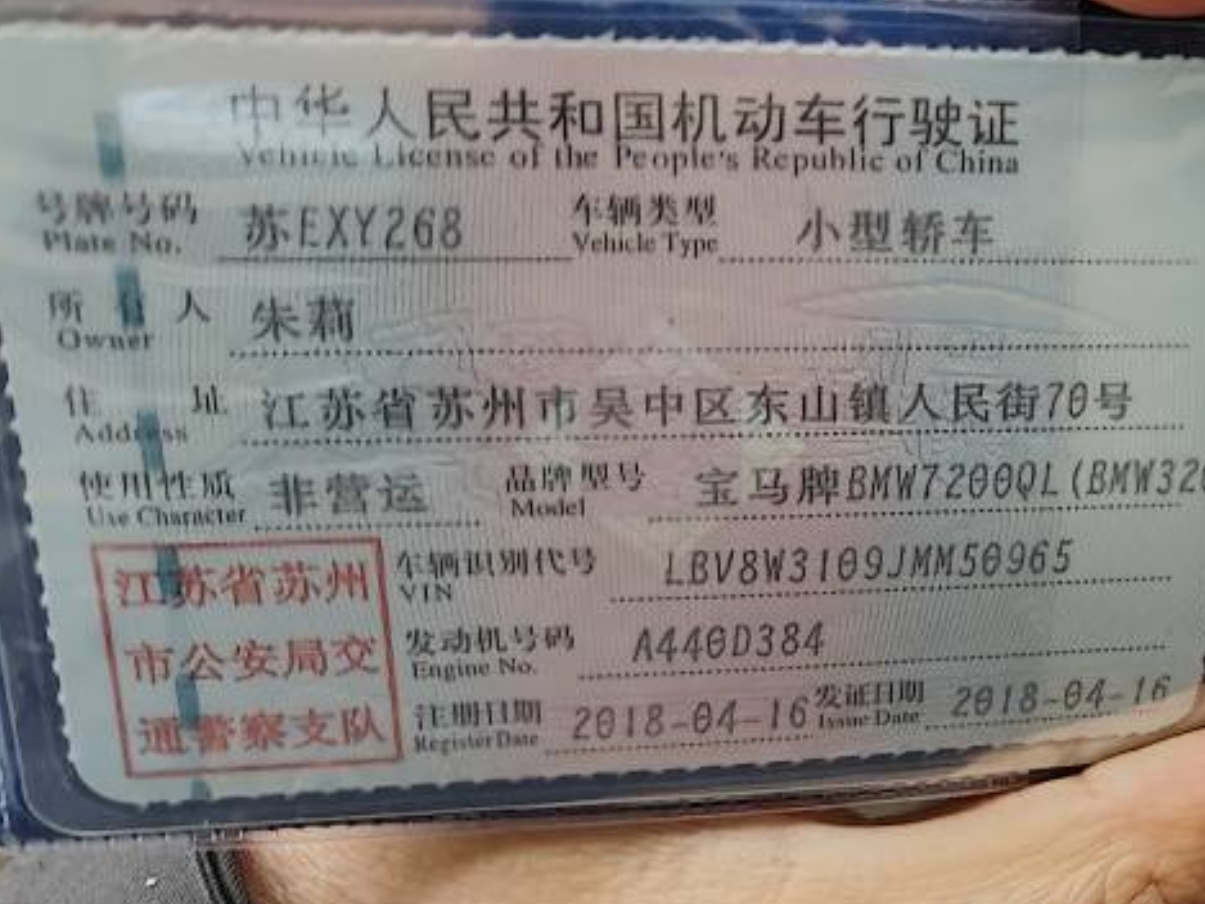 中华人民共和国机动车行驶证
Vehicle License of the People's Republic of China
号牌号码 苏EXY268 车辆类型 小型轿车
Plate No. Vehicle Type
所有人 朱莉
Owner
住址 江苏省苏州市吴中区东山镇人民街70号
Address
使用性质 非营运 品牌型号 宝马牌BMW7200QL(BMW320
Use Character Model
江苏省苏州 车辆识别代号 LBV8W3109JMM50965
VIN
市公安局交 发动机号码 A440D384
Engine No.
通警察支队 注册日期 2018-04-16 发证日期 2018-04-16
Register Date Issue Date